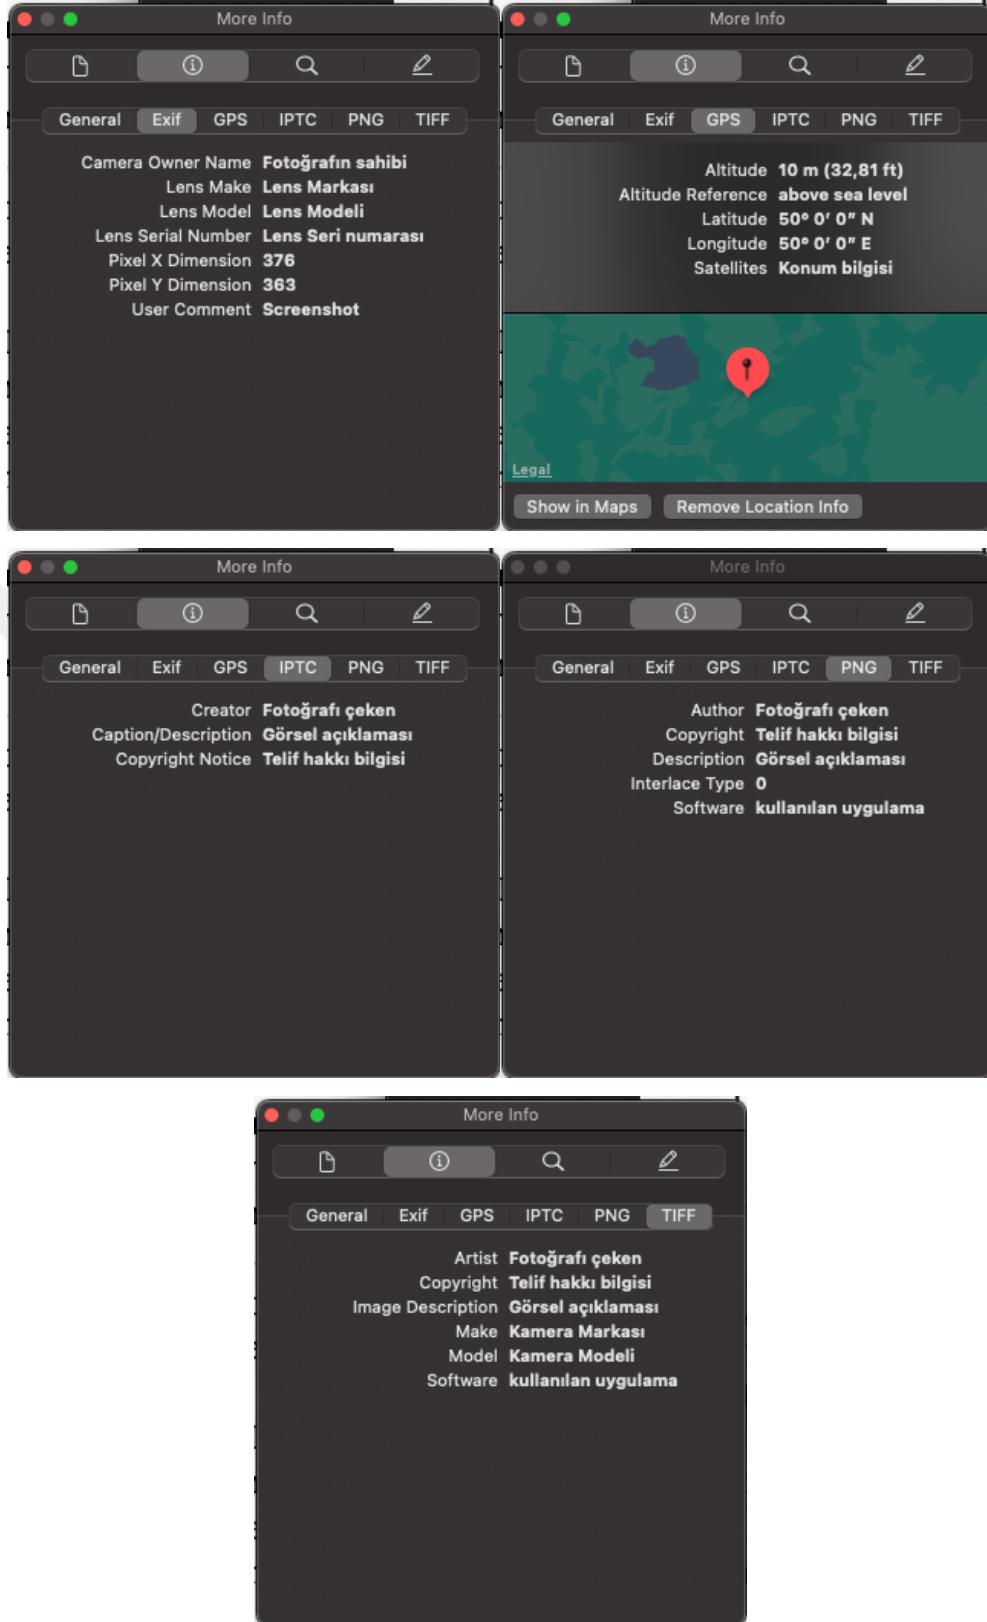 More Info
General Exif GPS IPTC PNG TIFF
Camera Owner Name Fotoğrafın sahibi
Lens Make Lens Markası
Lens Model Lens Modeli
Lens Serial Number Lens Seri numarası
Pixel X Dimension 376
Pixel Y Dimension 363
User Comment Screenshot
More Info
General Exif GPS IPTC PNG TIFF
Altitude 10 m (32,81 ft)
Altitude Reference above sea level
Latitude 50° 0′ 0″ N
Longitude 50° 0′ 0″ E
Satellites Konum bilgisi
Legal
Show in Maps Remove Location Info
More Info
General Exif GPS IPTC PNG TIFF
Creator Fotoğrafı çeken
Caption/Description Görsel açıklaması
Copyright Notice Telif hakkı bilgisi
More Info
General Exif GPS IPTC PNG TIFF
Author Fotoğrafı çeken
Copyright Telif hakkı bilgisi
Description Görsel açıklaması
Interlace Type 0
Software kullanılan uygulama
More Info
General Exif GPS IPTC PNG TIFF
Artist Fotoğrafı çeken
Copyright Telif hakkı bilgisi
Image Description Görsel açıklaması
Make Kamera Markası
Model Kamera Modeli
Software kullanılan uygulama